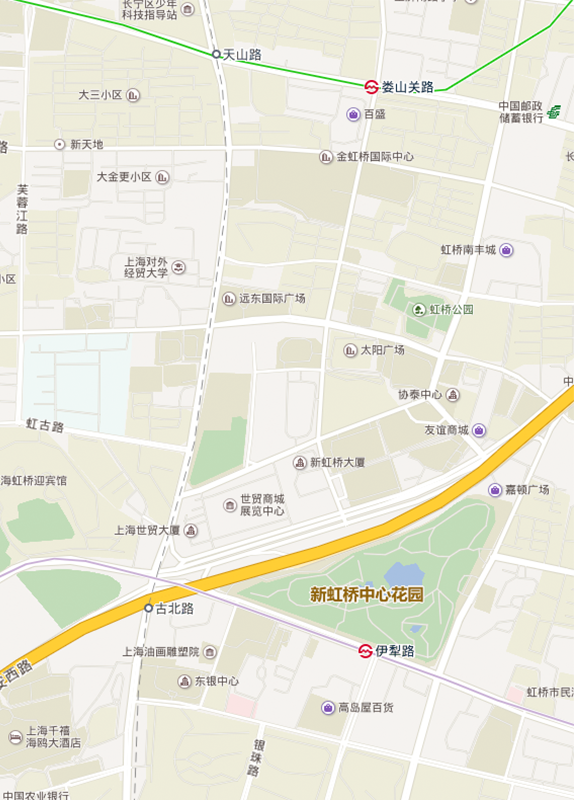 长宁区少年
科技指导站
天山路
娄山关路
大三小区
百盛
中国邮政
储蓄银行
路
新天地
金虹桥国际中心
大金更小区
芙蓉江路
虹桥南丰城
上海对外
经贸大学
小区
远东国际广场
虹桥公园
太阳广场
中
协泰中心
虹古路
友谊商城
新虹桥大厦
海虹桥迎宾馆
嘉顿广场
世贸商城
展览中心
上海世贸大厦
新虹桥中心花园
古北路
伊犁路
上海油画雕塑院
安西路
东银中心
虹桥市民
高岛屋百货
上海千禧
海鸥大酒店
银珠路
中国农业银行